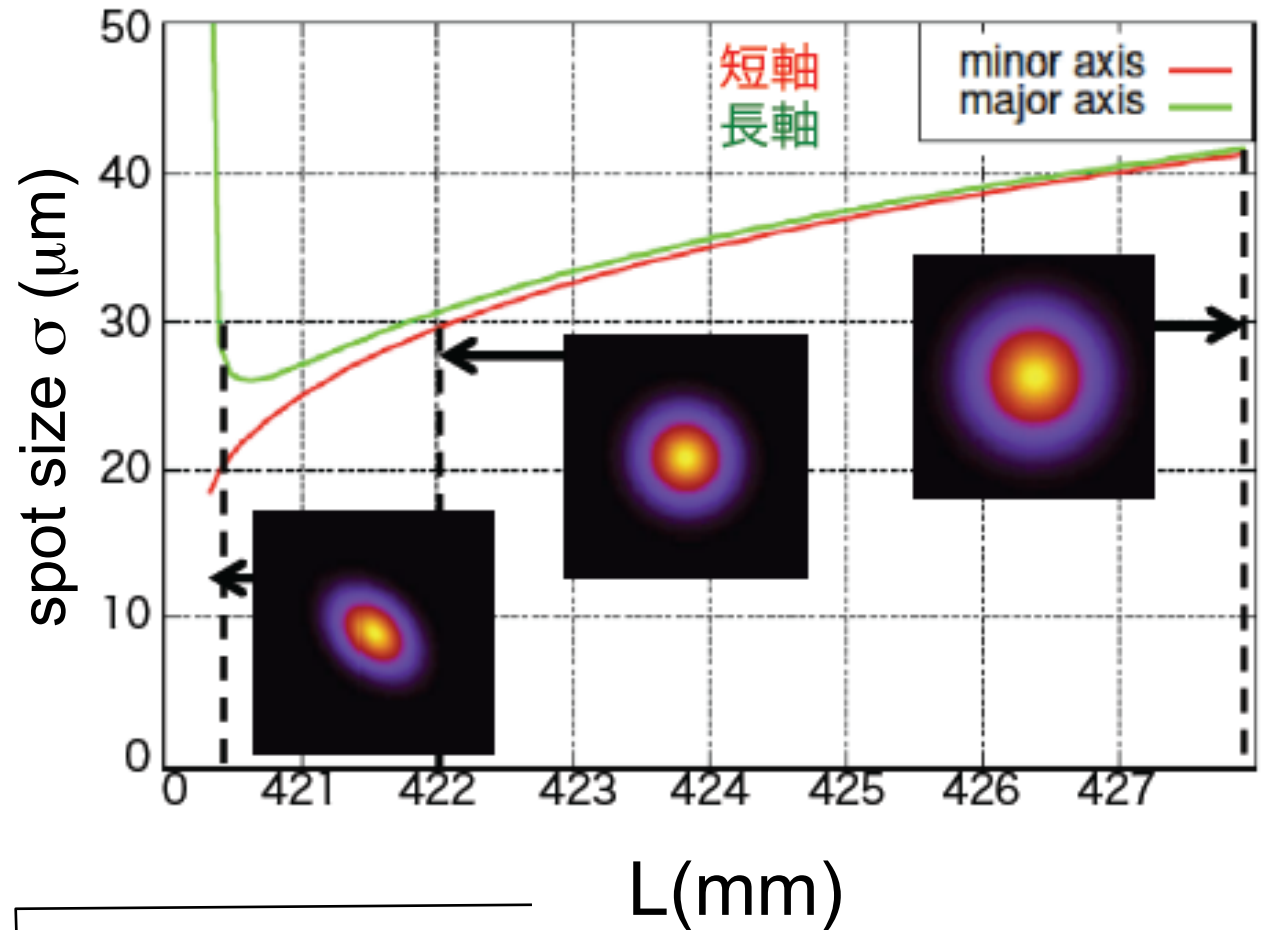 50
40
30
20
10
0
spot size σ (μm)
短軸
長軸
minor axis
major axis
0 421 422 423 424 425 426 427
L(mm)